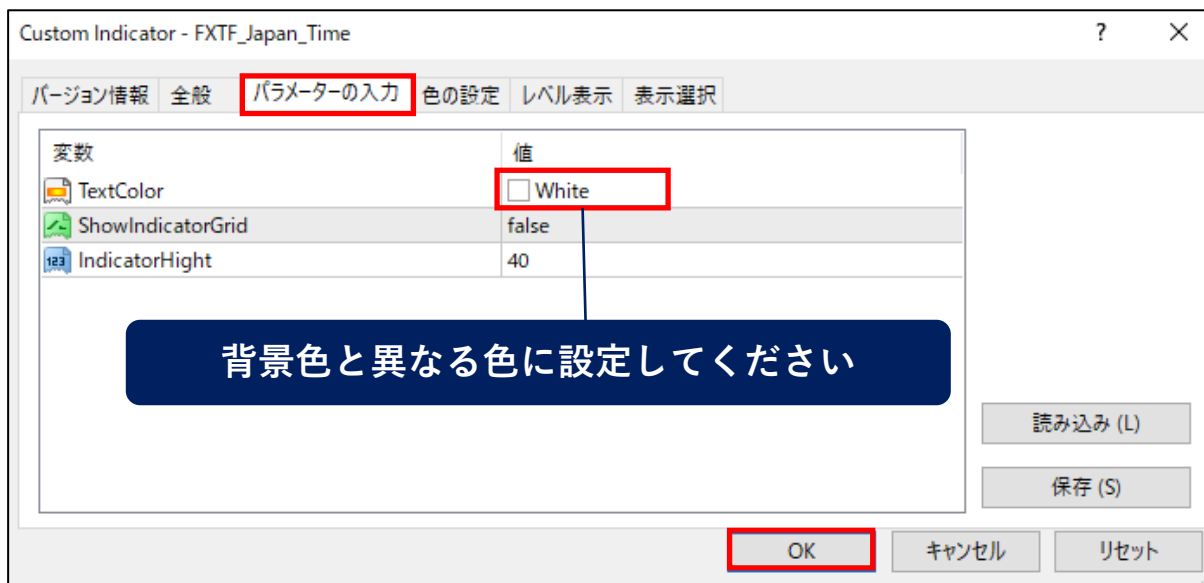 Custom Indicator - FXTF_Japan_Time ? ×
バージョン情報 全般 パラメーターの入力 色の設定 レベル表示 表示選択
変数 値
TextColor White
ShowIndicatorGrid false
123 IndicatorHight 40
背景色と異なる色に設定してください
読み込み (L)
保存 (S)
OK キャンセル リセット